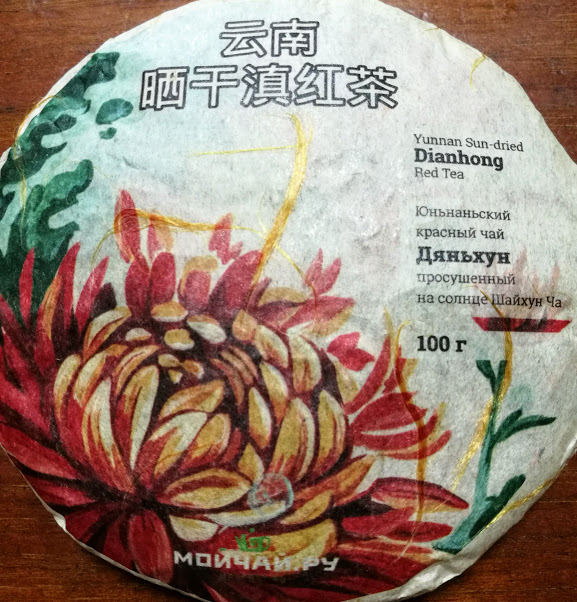 云南
晒干滇红茶
Yunnan Sun-dried
Dianhong
Red Tea
Юньнаньский
красный чай
Дяньхун
просушенный
на солнце Шайхун Ча
100 г
МОЙЧАЙ.РУ